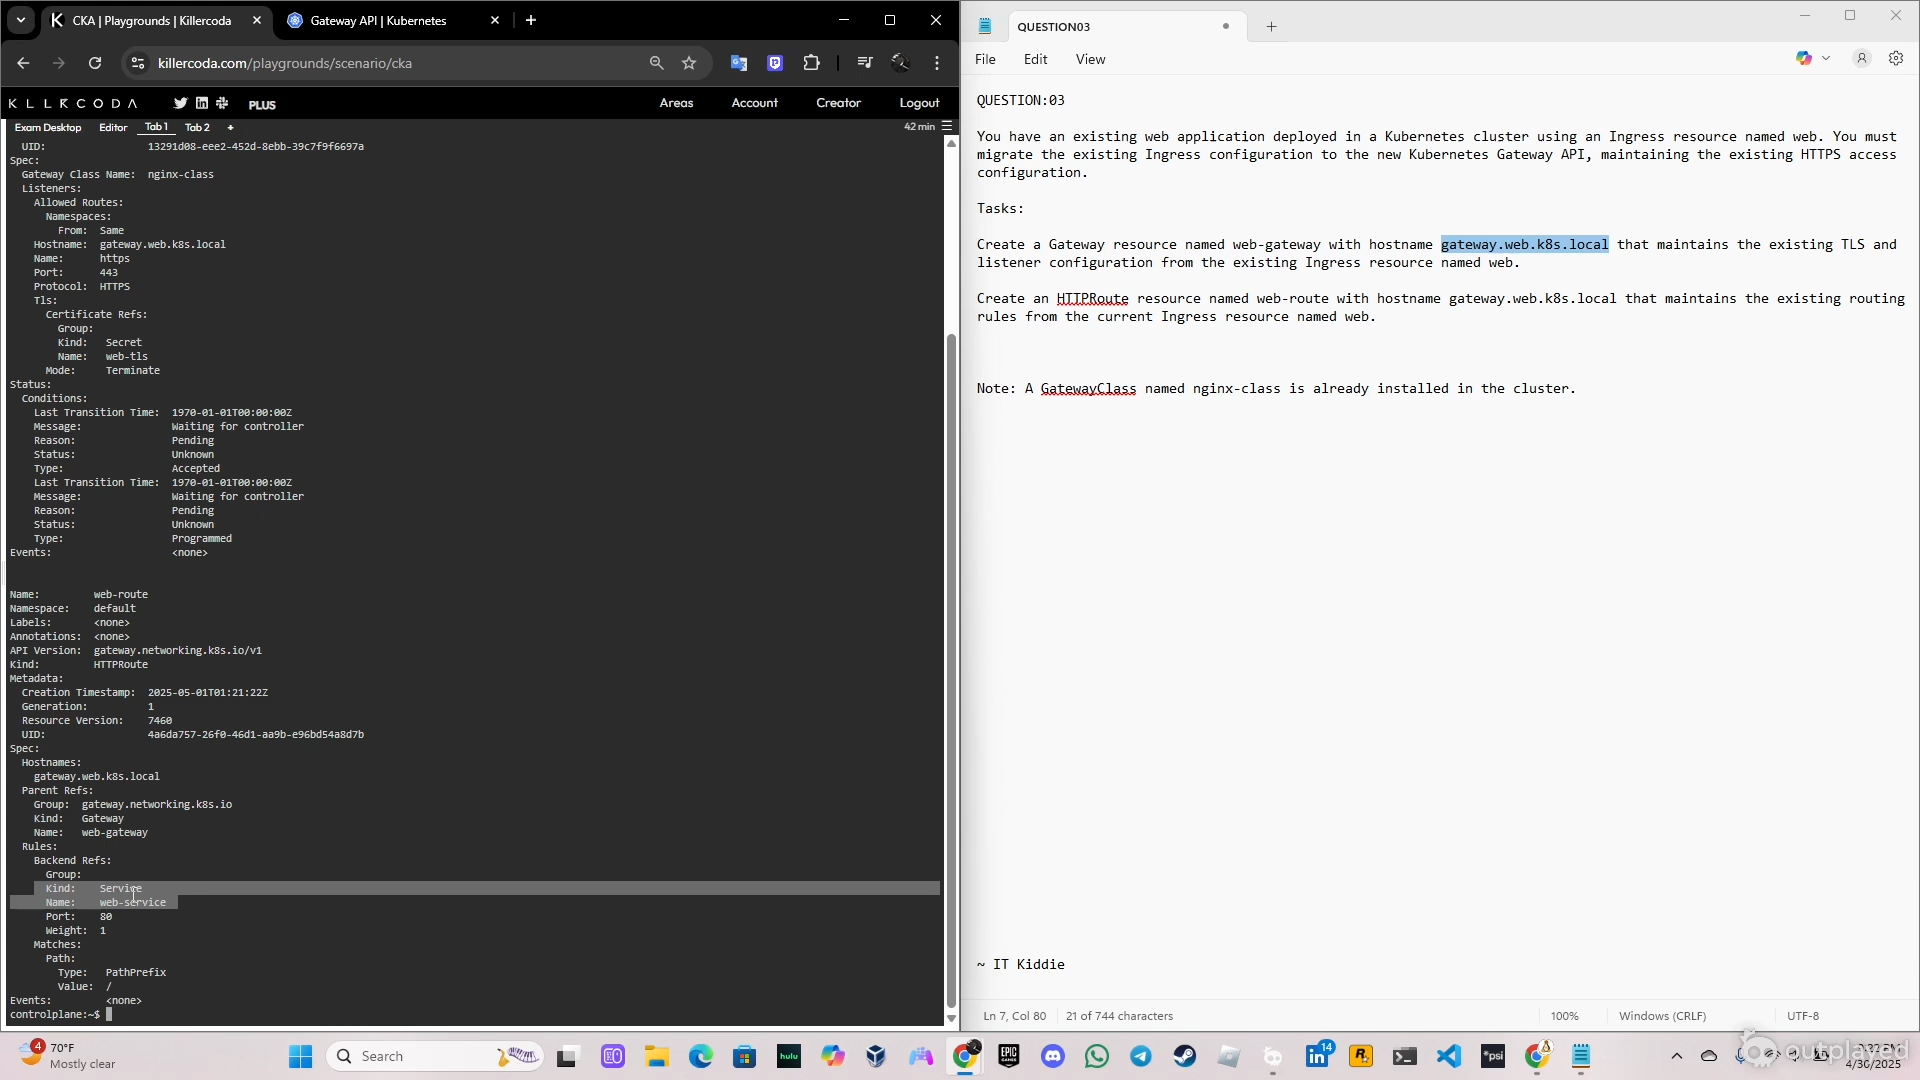 CKA | Playgrounds | Killercoda
Gateway API | Kubernetes
killercoda.com/playgrounds/scenario/cka
PLUS
Areas
Account
Creator
Logout
Exam Desktop
Editor
Tab 1
Tab 2
+
42 min
UID: 13291d08-eee2-452d-8ebb-39c7f9f6697a
Spec:
Gateway Class Name: nginx-class
Listeners:
Allowed Routes:
Namespaces:
From: Same
Hostname: gateway.web.k8s.local
Name: https
Port: 443
Protocol: HTTPS
Tls:
Certificate Refs:
Group:
Kind: Secret
Name: web-tls
Mode: Terminate
Status:
Conditions:
Last Transition Time: 1970-01-01T00:00:00Z
Message: Waiting for controller
Reason: Pending
Status: Unknown
Type: Accepted
Last Transition Time: 1970-01-01T00:00:00Z
Message: Waiting for controller
Reason: Pending
Status: Unknown
Type: Programmed
Events: <none>
Name: web-route
Namespace: default
Labels: <none>
Annotations: <none>
API Version: gateway.networking.k8s.io/v1
Kind: HTTPRoute
Metadata:
Creation Timestamp: 2025-05-01T01:21:22Z
Generation: 1
Resource Version: 7460
UID: 4a6da757-26f0-46d1-aa9b-e96bd54a8d7b
Spec:
Hostnames:
gateway.web.k8s.local
Parent Refs:
Group: gateway.networking.k8s.io
Kind: Gateway
Name: web-gateway
Rules:
Backend Refs:
Group:
Kind: Service
Name: web-service
Port: 80
Weight: 1
Matches:
Path:
Type: PathPrefix
Value: /
Events: <none>
controlplane:~$
QUESTION03
File
Edit
View
QUESTION:03
You have an existing web application deployed in a Kubernetes cluster using an Ingress resource named web. You must
migrate the existing Ingress configuration to the new Kubernetes Gateway API, maintaining the existing HTTPS access
configuration.
Tasks:
Create a Gateway resource named web-gateway with hostname gateway.web.k8s.local that maintains the existing TLS and
listener configuration from the existing Ingress resource named web.
Create an HTTPRoute resource named web-route with hostname gateway.web.k8s.local that maintains the existing routing
rules from the current Ingress resource named web.
Note: A GatewayClass named nginx-class is already installed in the cluster.
~ IT Kiddie
Ln 7, Col 80
21 of 744 characters
100%
Windows (CRLF)
UTF-8
4
70°F
Mostly clear
Search
hulu
EPIC GAMES
14
*psi
outplayed
4/30/2025